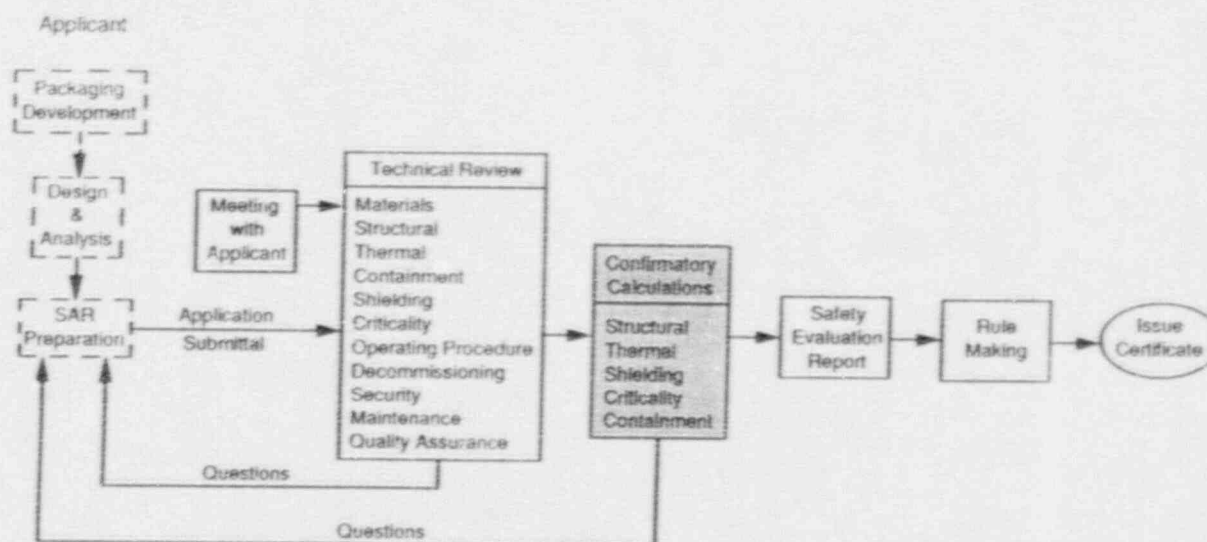 Applicant
Packaging
Development
Design
&
Analysis
SAR
Preparation
Application
Submittal
Meeting
with
Applicant
Technical Review
Materials
Structural
Thermal
Containment
Shielding
Criticality
Operating Procedure
Decommissioning
Security
Maintenance
Quality Assurance
Confirmatory
Calculations
Structural
Thermal
Shielding
Criticality
Containment
Safety
Evaluation
Report
Rule
Making
Issue
Certificate
Questions
Questions